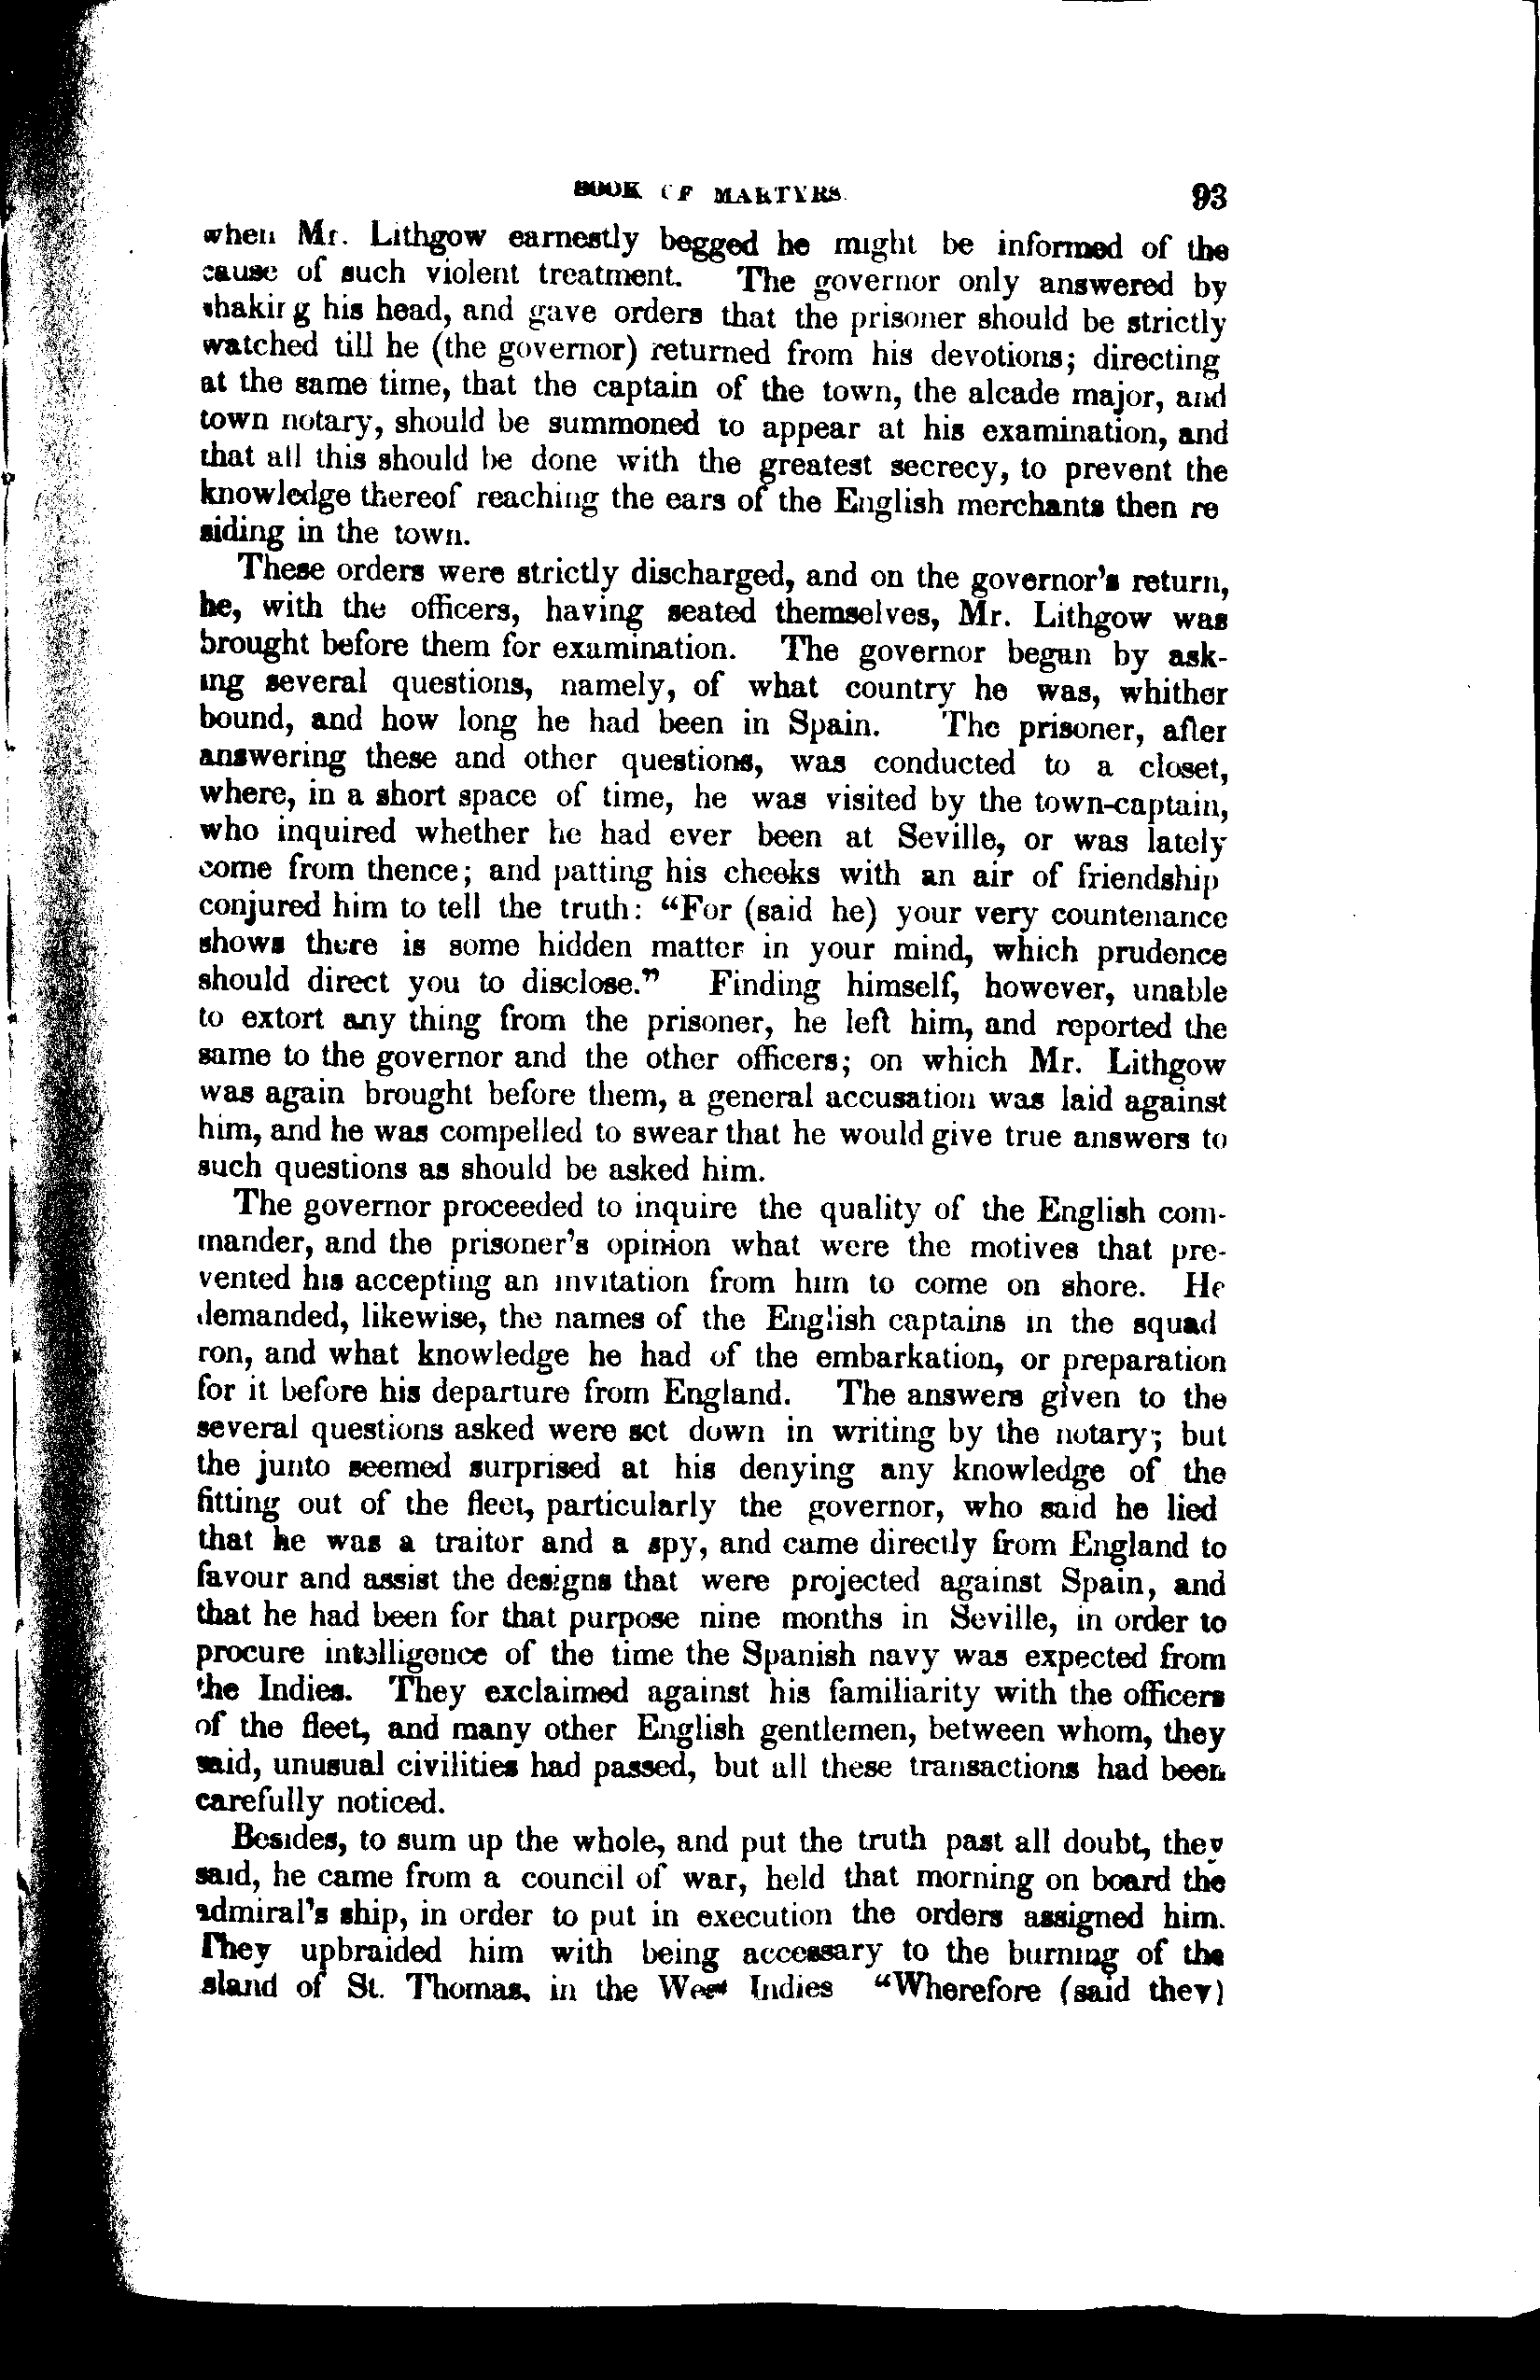 BOOK OF MARTYRS. 93
when Mr. Lithgow earnestly begged he might be informed of the
cause of such violent treatment. The governor only answered by
shaking his head, and gave orders that the prisoner should be strictly
watched till he (the governor) returned from his devotions; directing
at the same time, that the captain of the town, the alcade major, and
town notary, should be summoned to appear at his examination, and
that all this should be done with the greatest secrecy, to prevent the
knowledge thereof reaching the ears of the English merchants then re
siding in the town.
These orders were strictly discharged, and on the governor's return,
he, with the officers, having seated themselves, Mr. Lithgow was
brought before them for examination. The governor began by ask-
ing several questions, namely, of what country he was, whither
bound, and how long he had been in Spain. The prisoner, after
answering these and other questions, was conducted to a closet,
where, in a short space of time, he was visited by the town-captain,
who inquired whether he had ever been at Seville, or was lately
come from thence; and patting his cheeks with an air of friendship
conjured him to tell the truth: "For (said he) your very countenance
shows there is some hidden matter in your mind, which prudence
should direct you to disclose." Finding himself, however, unable
to extort any thing from the prisoner, he left him, and reported the
same to the governor and the other officers; on which Mr. Lithgow
was again brought before them, a general accusation was laid against
him, and he was compelled to swear that he would give true answers to
such questions as should be asked him.
The governor proceeded to inquire the quality of the English com-
mander, and the prisoner's opinion what were the motives that pre-
vented his accepting an invitation from him to come on shore. He
demanded, likewise, the names of the English captains in the squad
ron, and what knowledge he had of the embarkation, or preparation
for it before his departure from England. The answers given to the
several questions asked were set down in writing by the notary; but
the junto seemed surprised at his denying any knowledge of the
fitting out of the fleet, particularly the governor, who said he lied
that he was a traitor and a spy, and came directly from England to
favour and assist the designs that were projected against Spain, and
that he had been for that purpose nine months in Seville, in order to
procure intelligence of the time the Spanish navy was expected from
the Indies. They exclaimed against his familiarity with the officers
of the fleet, and many other English gentlemen, between whom, they
said, unusual civilities had passed, but all these transactions had been
carefully noticed.
Besides, to sum up the whole, and put the truth past all doubt, they
said, he came from a council of war, held that morning on board the
admiral's ship, in order to put in execution the orders assigned him.
They upbraided him with being accessary to the burning of the
sland of St. Thomas, in the West Indies "Wherefore (said they)